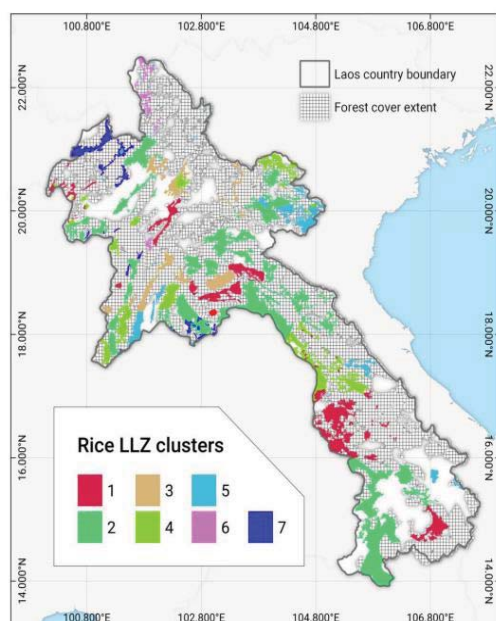 100.800°E 102.800°E 104.800°E 106.800°E
22.000°N
22.000°N
Laos country boundary
Forest cover extent
20.000°N
20.000°N
18.000°N
18.000°N
Rice LLZ clusters
1 3 5
2 4 6 7
16.000°N
16.000°N
14.000°N
14.000°N
100.800°E 102.800°E 104.800°E 106.800°E